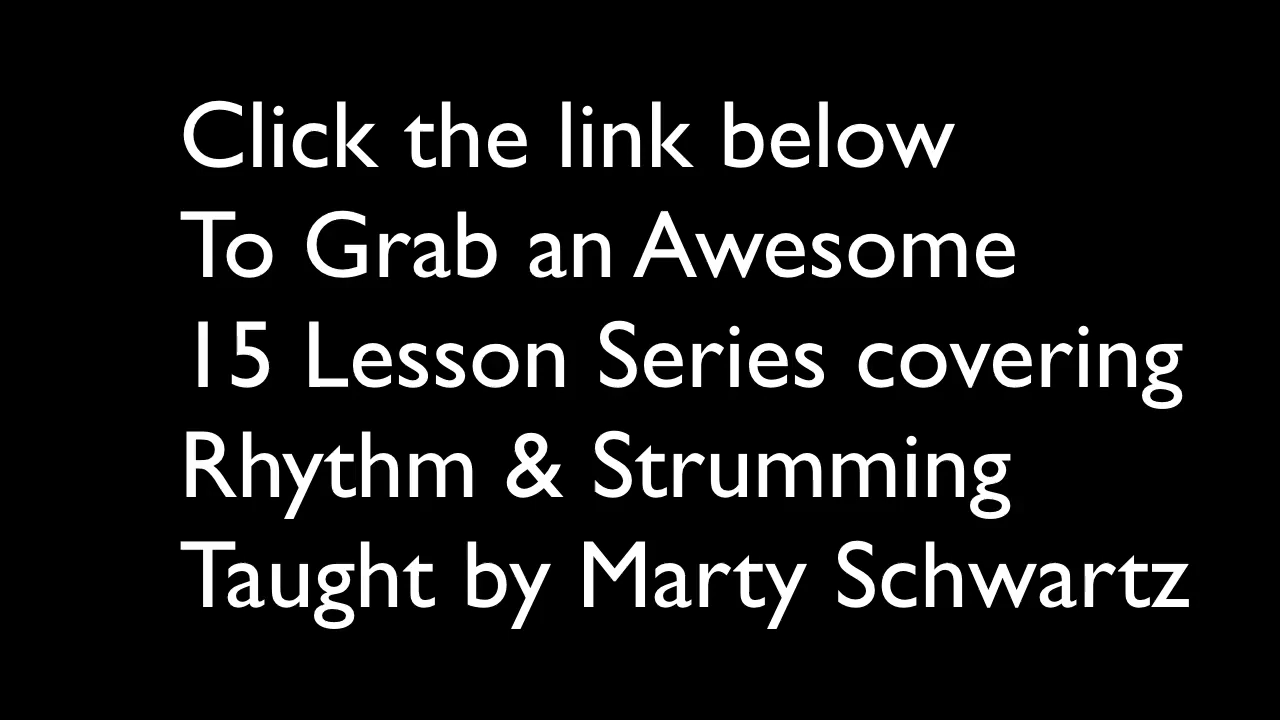 Click the link below
To Grab an Awesome
15 Lesson Series covering
Rhythm & Strumming
Taught by Marty Schwartz